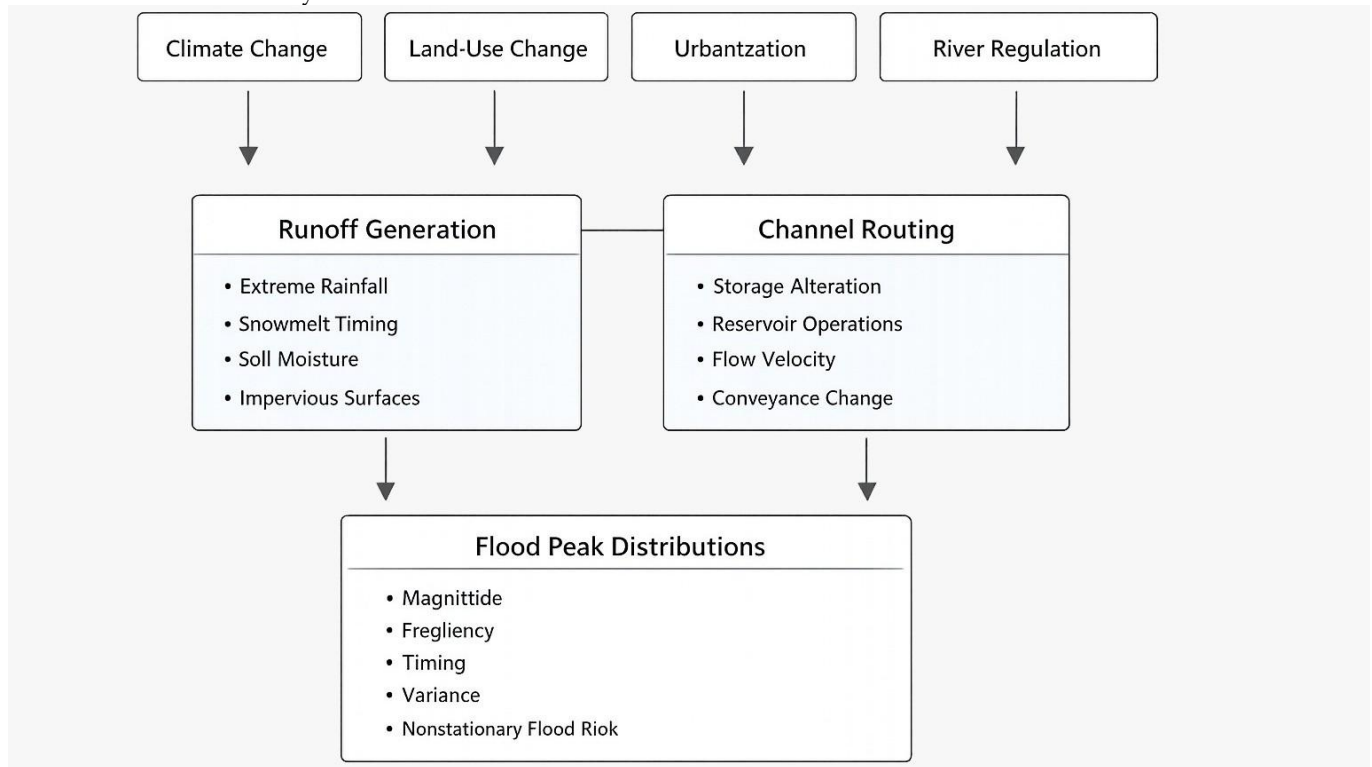 Climate Change
Land-Use Change
Urbantzation
River Regulation
Runoff Generation
• Extreme Rainfall
• Snowmelt Timing
• Soll Moisture
• Impervious Surfaces
Channel Routing
• Storage Alteration
• Reservoir Operations
• Flow Velocity
• Conveyance Change
Flood Peak Distributions
• Magnittide
• Fregliency
• Timing
• Variance
• Nonstationary Flood Riok